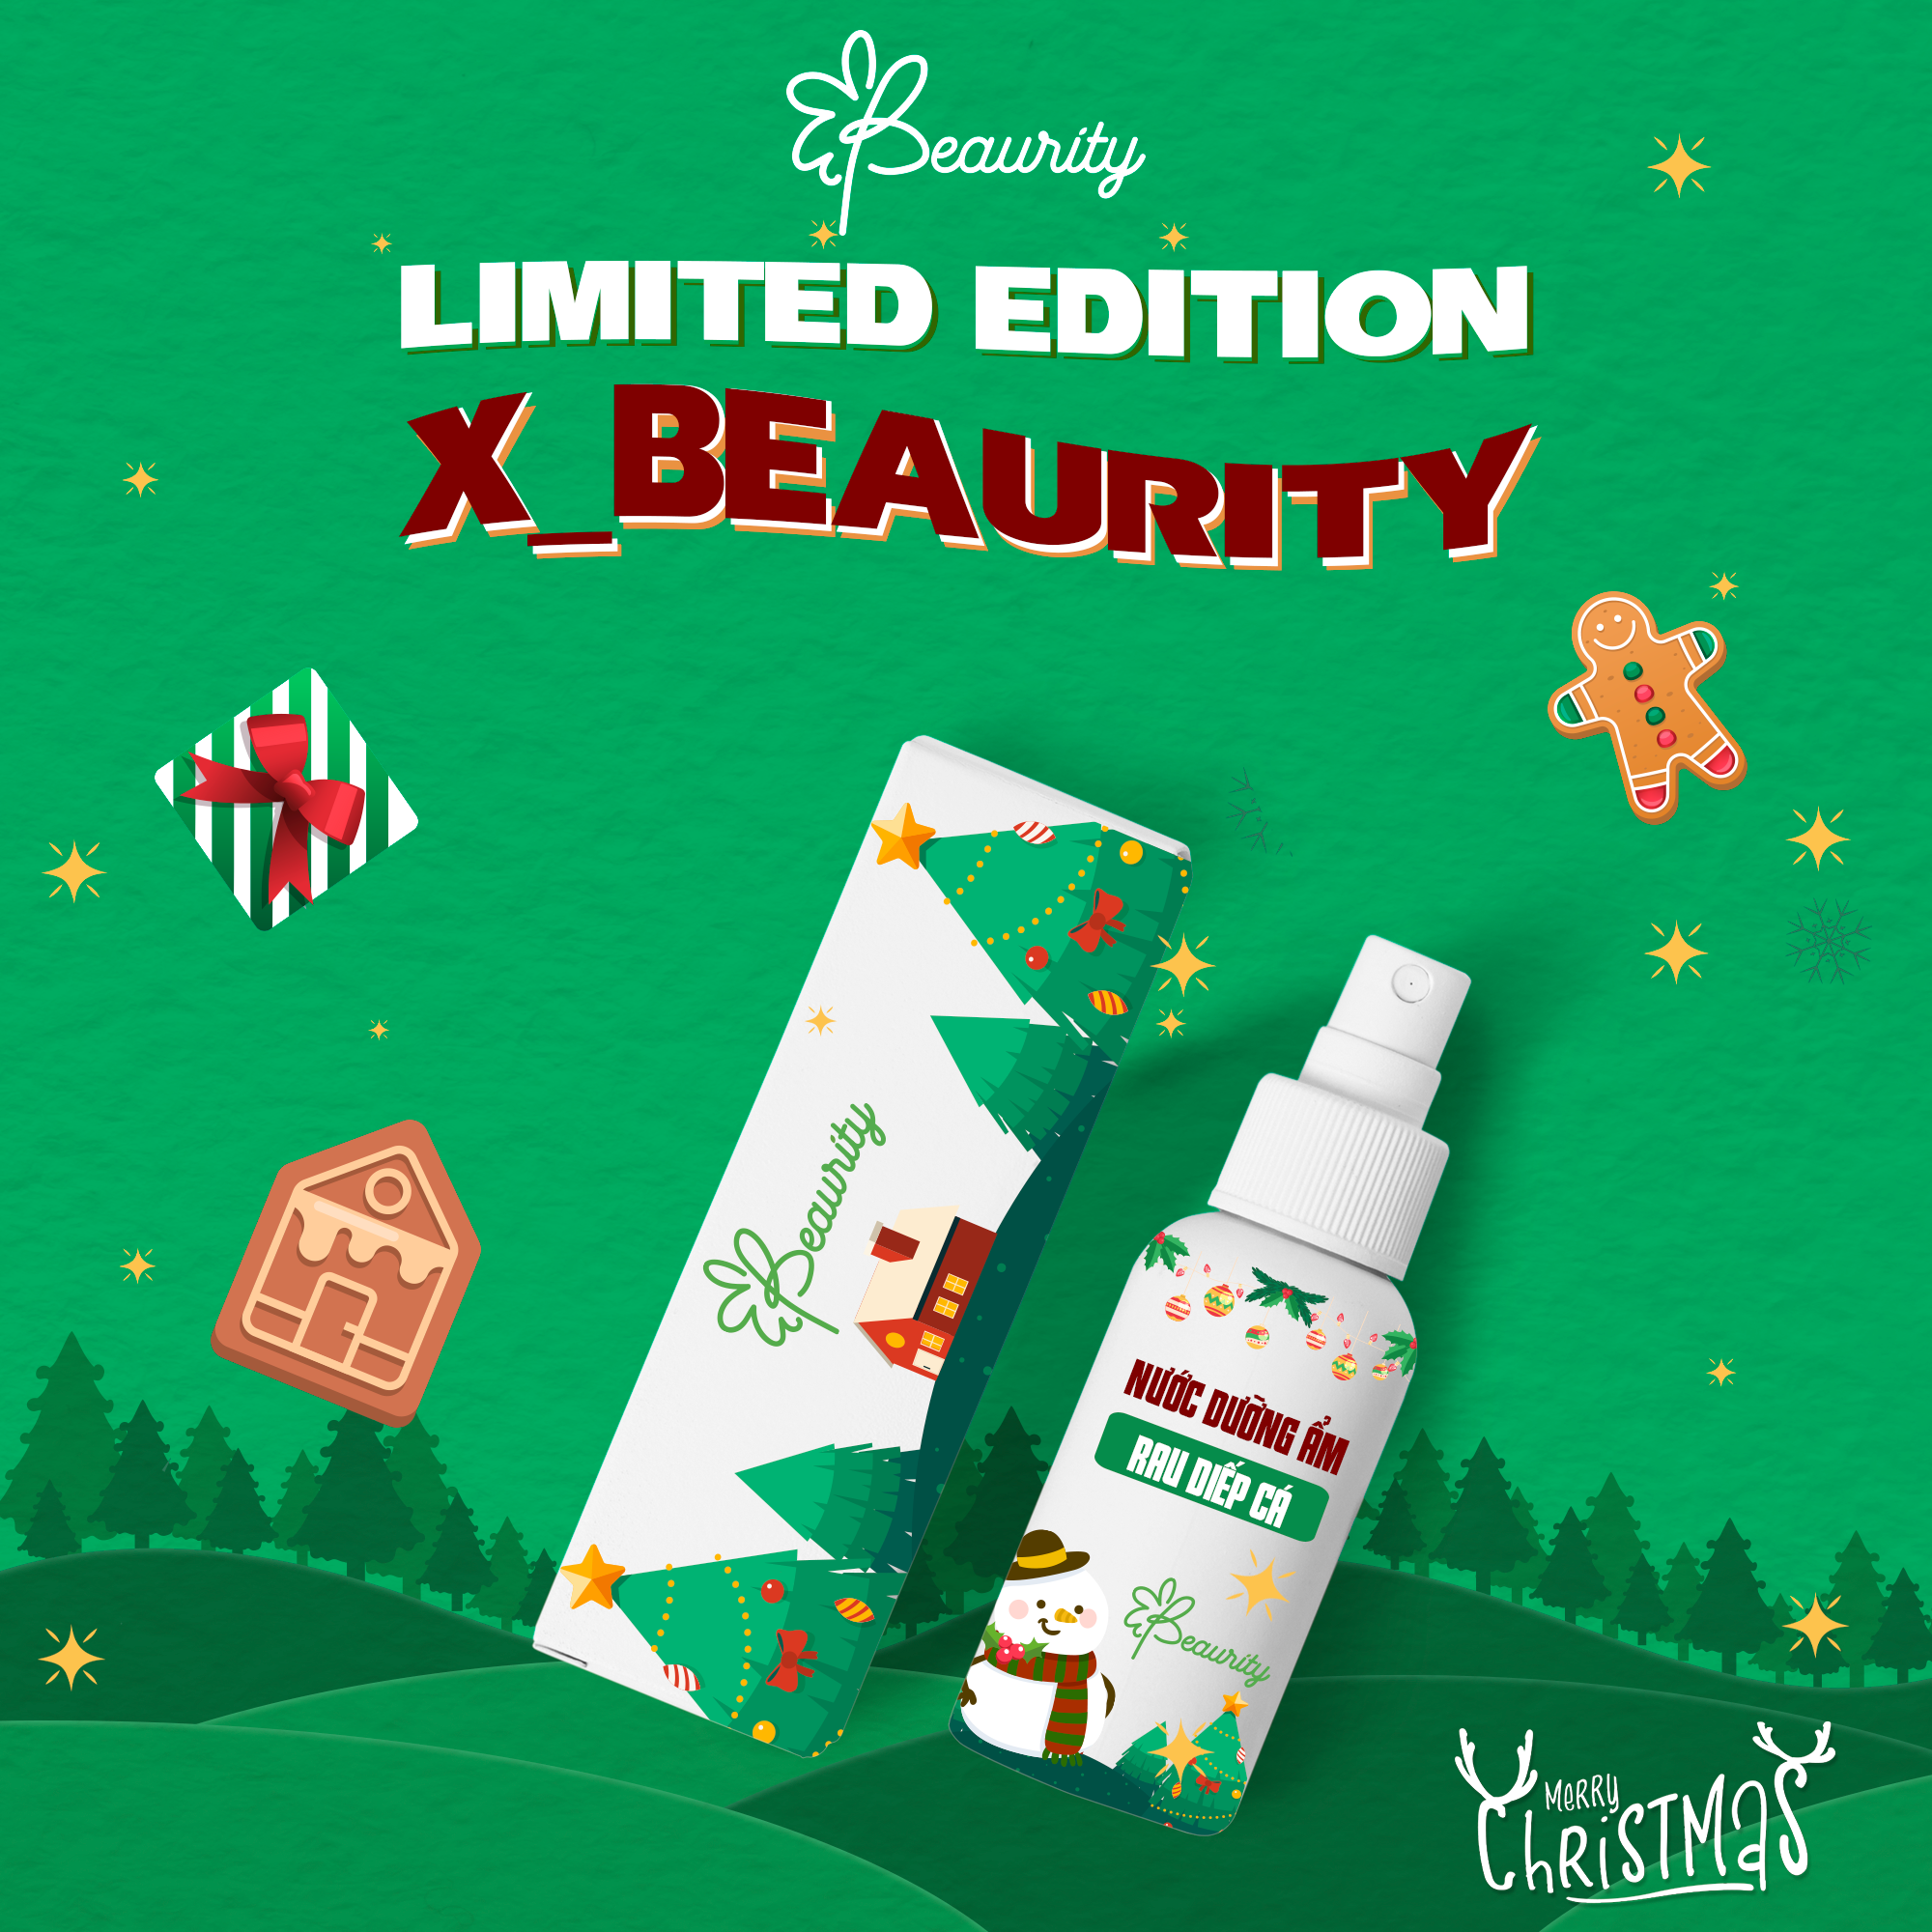 Beaurity
LIMITED EDITION
X_BEAURITY
Beaurity
NƯỚC DƯỠNG ẨM
RAU DIẾP CÁ
Beaurity
MERRY
CHRISTMAS